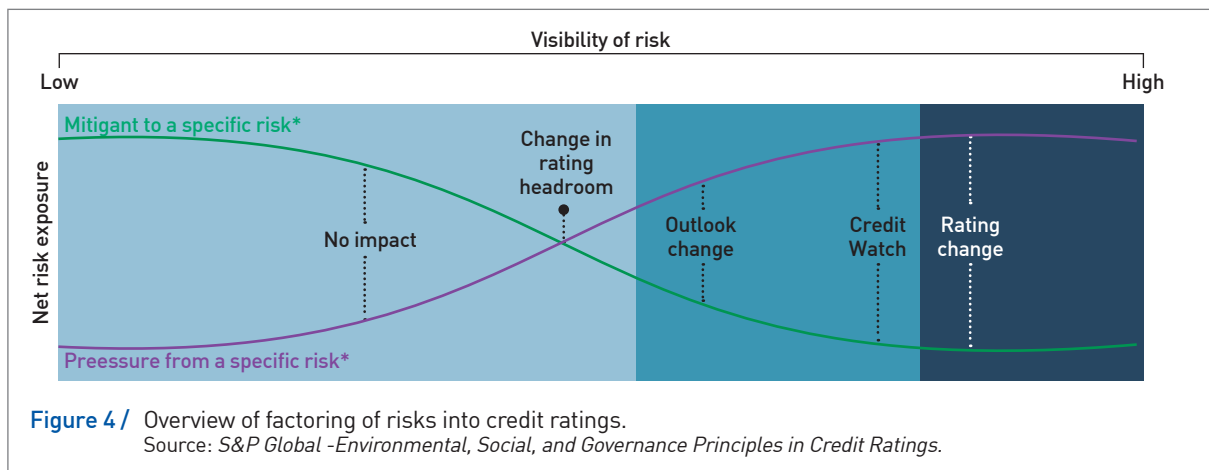 Visibility of risk
Low
High
Mitigant to a specific risk*
Change in
rating
headroom
Net risk exposure
No impact
Outlook
change
Credit
Watch
Rating
change
Preessure from a specific risk*
Figure 4 / Overview of factoring of risks into credit ratings.
Source: S&P Global -Environmental, Social, and Governance Principles in Credit Ratings.